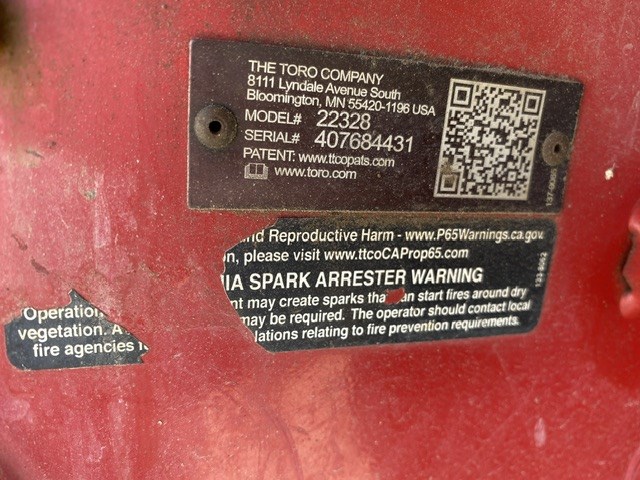 THE TORO COMPANY
8111 Lyndale Avenue South
Bloomington, MN 55420-1196 USA
MODEL# 22328
SERIAL# 407684431
PATENT: www.ttcopats.com
www.toro.com
nd Reproductive Harm - www.P65Warnings.ca.gov
n, please visit www.ttcoCAProp65.com
IA SPARK ARRESTER WARNING
Operation
nt may create sparks tha an start fires around dry
vegetation. A
may be required. The operator should contact local
fire agencies
lations relating to fire prevention requirements.